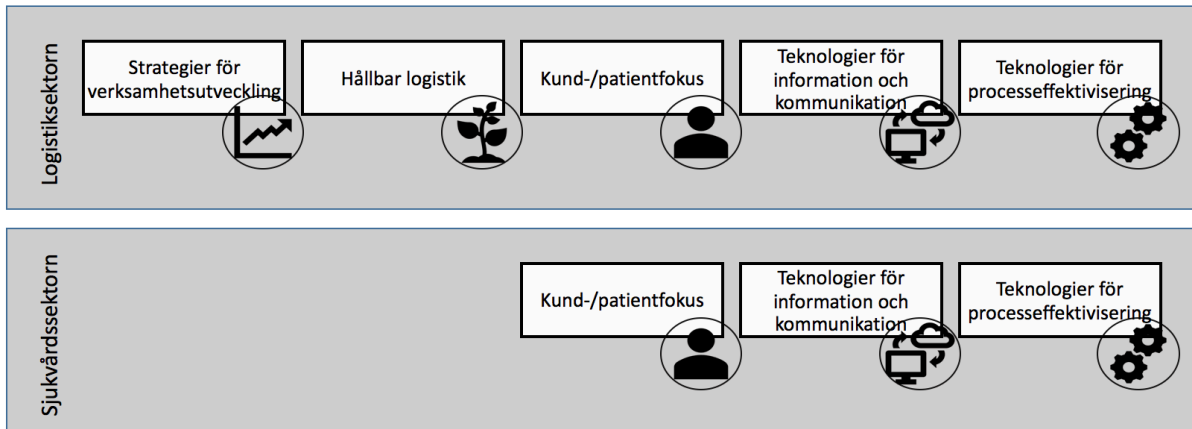 Logistiksektorn
Strategier för
verksamhetsutveckling
Hållbar logistik
Kund-/patientfokus
Teknologier för
information och
kommunikation
Teknologier för
processeffektivisering
Sjukvårdssektorn
Kund-/patientfokus
Teknologier för
information och
kommunikation
Teknologier för
processeffektivisering